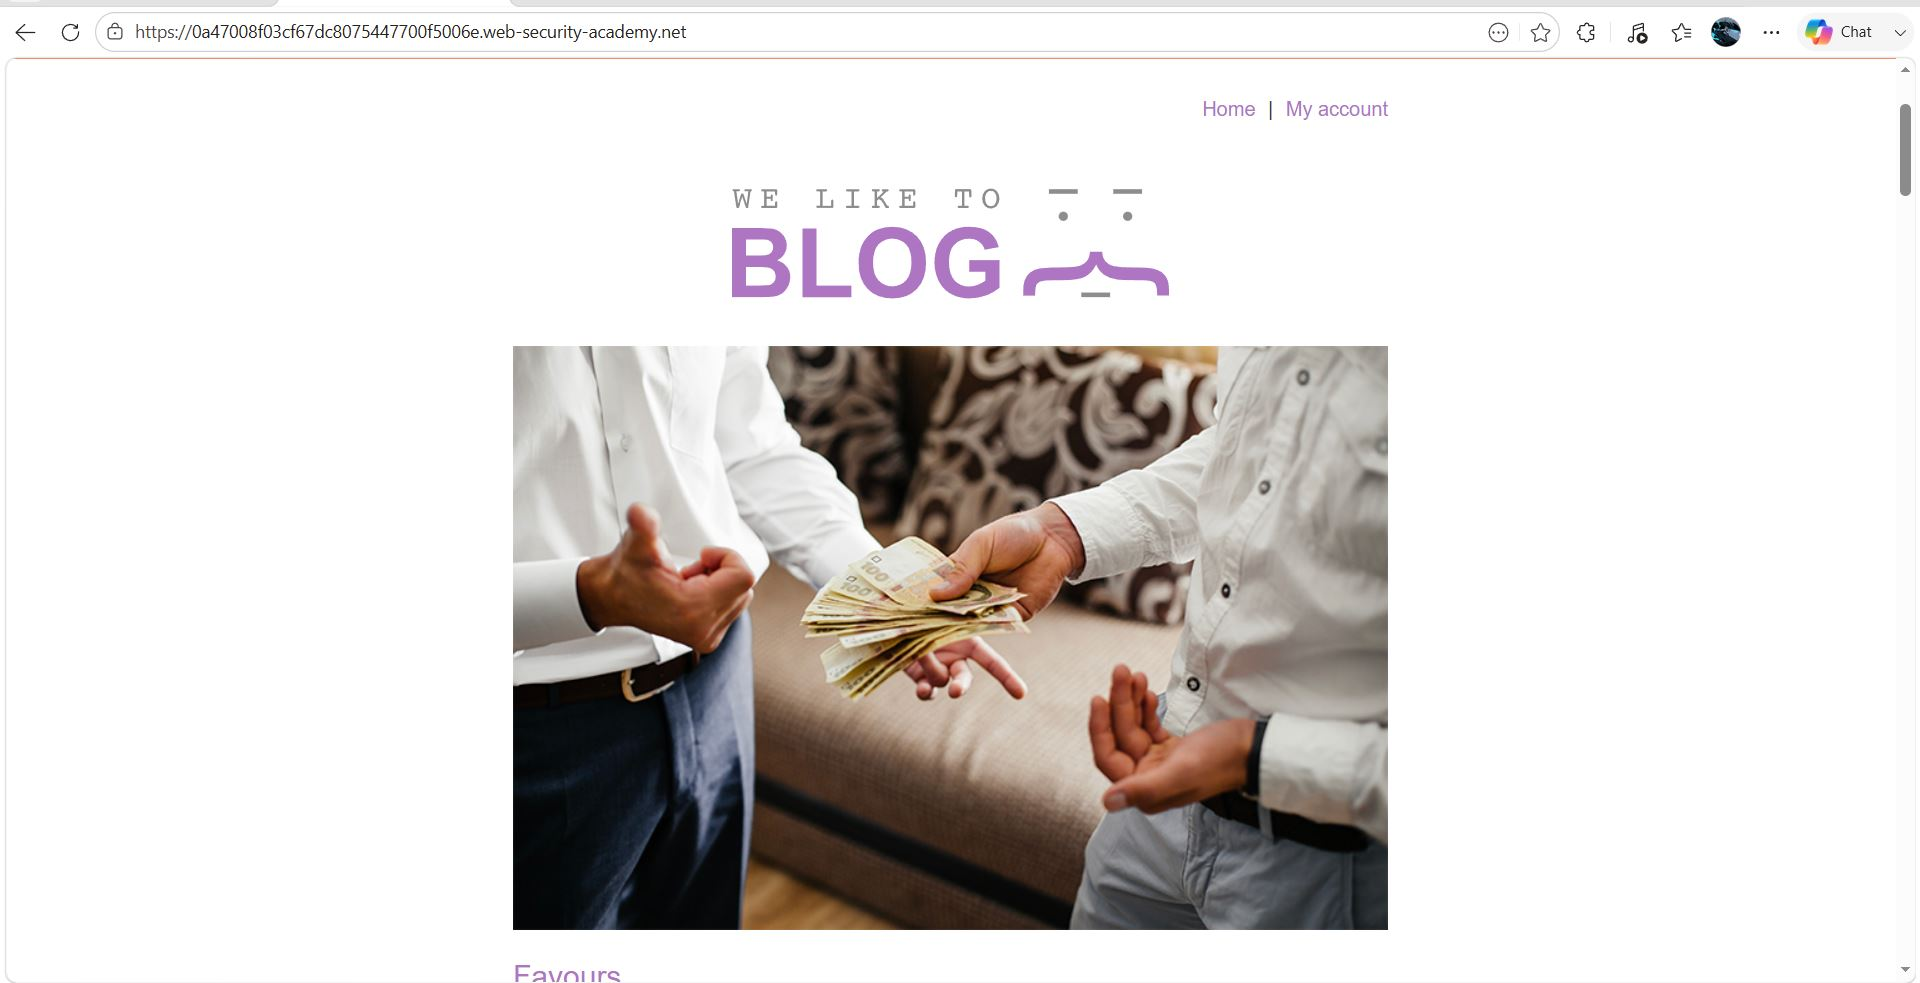 https://0a47008f03cf67dc8075447700f5006e.web-security-academy.net
Chat
Home | My account
WE LIKE TO
BLOG
100
100
Favours